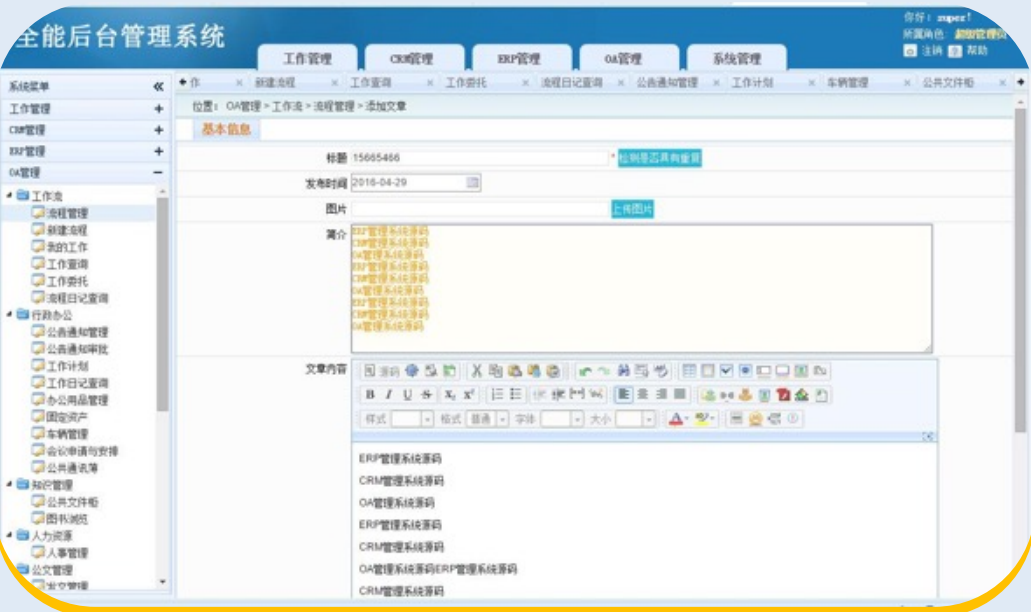 全能后台管理系统
你好！super！
所属角色：超级管理员
注销 帮助
工作管理 CRM管理 ERP管理 OA管理 系统管理
系统菜单
作 新建流程 工作查询 工作委托 流程日记查询 公告通知管理 工作计划 车辆管理 公共文件柜
位置：OA管理 > 工作流 > 流程管理 > 添加文章
工作管理
CRM管理
ERP管理
OA管理
工作流
流程管理
新建流程
我的工作
工作查询
工作委托
流程日记查询
行政办公
公告通知管理
公告通知审批
工作计划
工作日记查询
办公用品管理
固定资产
车辆管理
会议申请与安排
公共通讯簿
知识管理
公共文件柜
图书浏览
人力资源
人事管理
公文管理
发文管理
基本信息
标题 15665466 * 检测是否具有重复
发布时间 2016-04-29
图片 上传图片
简介
ERP管理系统源码
CRM管理系统源码
OA管理系统源码
ERP管理系统源码
CRM管理系统源码
OA管理系统源码
ERP管理系统源码
CRM管理系统源码
OA管理系统源码
文章内容
源码
B I U S X₂ X²
样式 格式 普通 字体 大小 A
ERP管理系统源码
CRM管理系统源码
OA管理系统源码
ERP管理系统源码
CRM管理系统源码
OA管理系统源码ERP管理系统源码
CRM管理系统源码